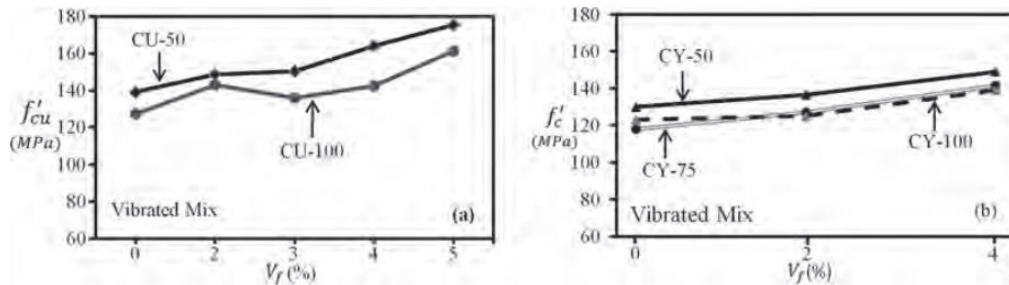 180
160
140
120
100
80
60
f'cu
(MPa)
CU-50
CU-100
Vibrated Mix
(a)
0 2 3 4 5
Vf (%)
180
160
140
120
100
80
60
f'c
(MPa)
CY-50
CY-100
CY-75
Vibrated Mix
(b)
0 2 4
Vf (%)